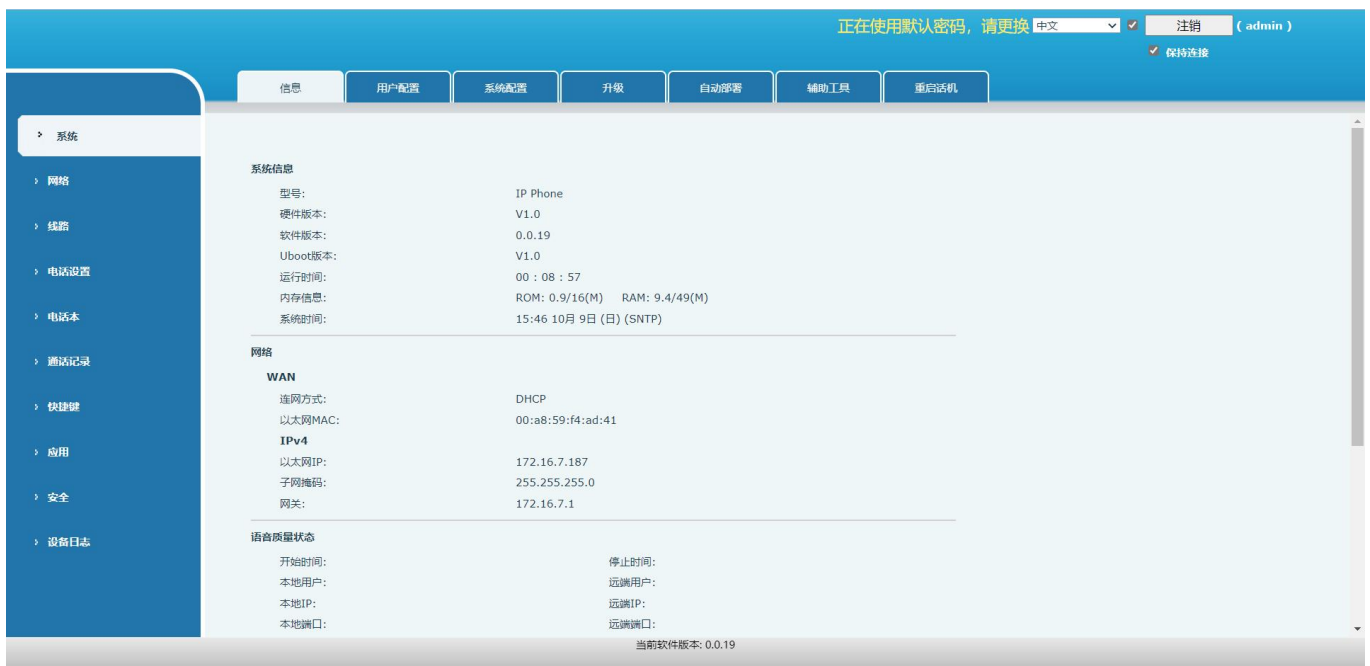 正在使用默认密码，请更换 中文 注销 ( admin )
保持连接
信息 用户配置 系统配置 升级 自动部署 辅助工具 重启话机
系统
网络
线路
电话设置
电话本
通话记录
快捷键
应用
安全
设备日志
系统信息
型号: IP Phone
硬件版本: V1.0
软件版本: 0.0.19
Uboot版本: V1.0
运行时间: 00 : 08 : 57
内存信息: ROM: 0.9/16(M) RAM: 9.4/49(M)
系统时间: 15:46 10月 9日 (日) (SNTP)
网络
WAN
连网方式: DHCP
以太网MAC: 00:a8:59:f4:ad:41
IPv4
以太网IP: 172.16.7.187
子网掩码: 255.255.255.0
网关: 172.16.7.1
语音质量状态
开始时间: 停止时间:
本地用户: 远端用户:
本地IP: 远端IP:
本地端口: 远端端口:
当前软件版本: 0.0.19